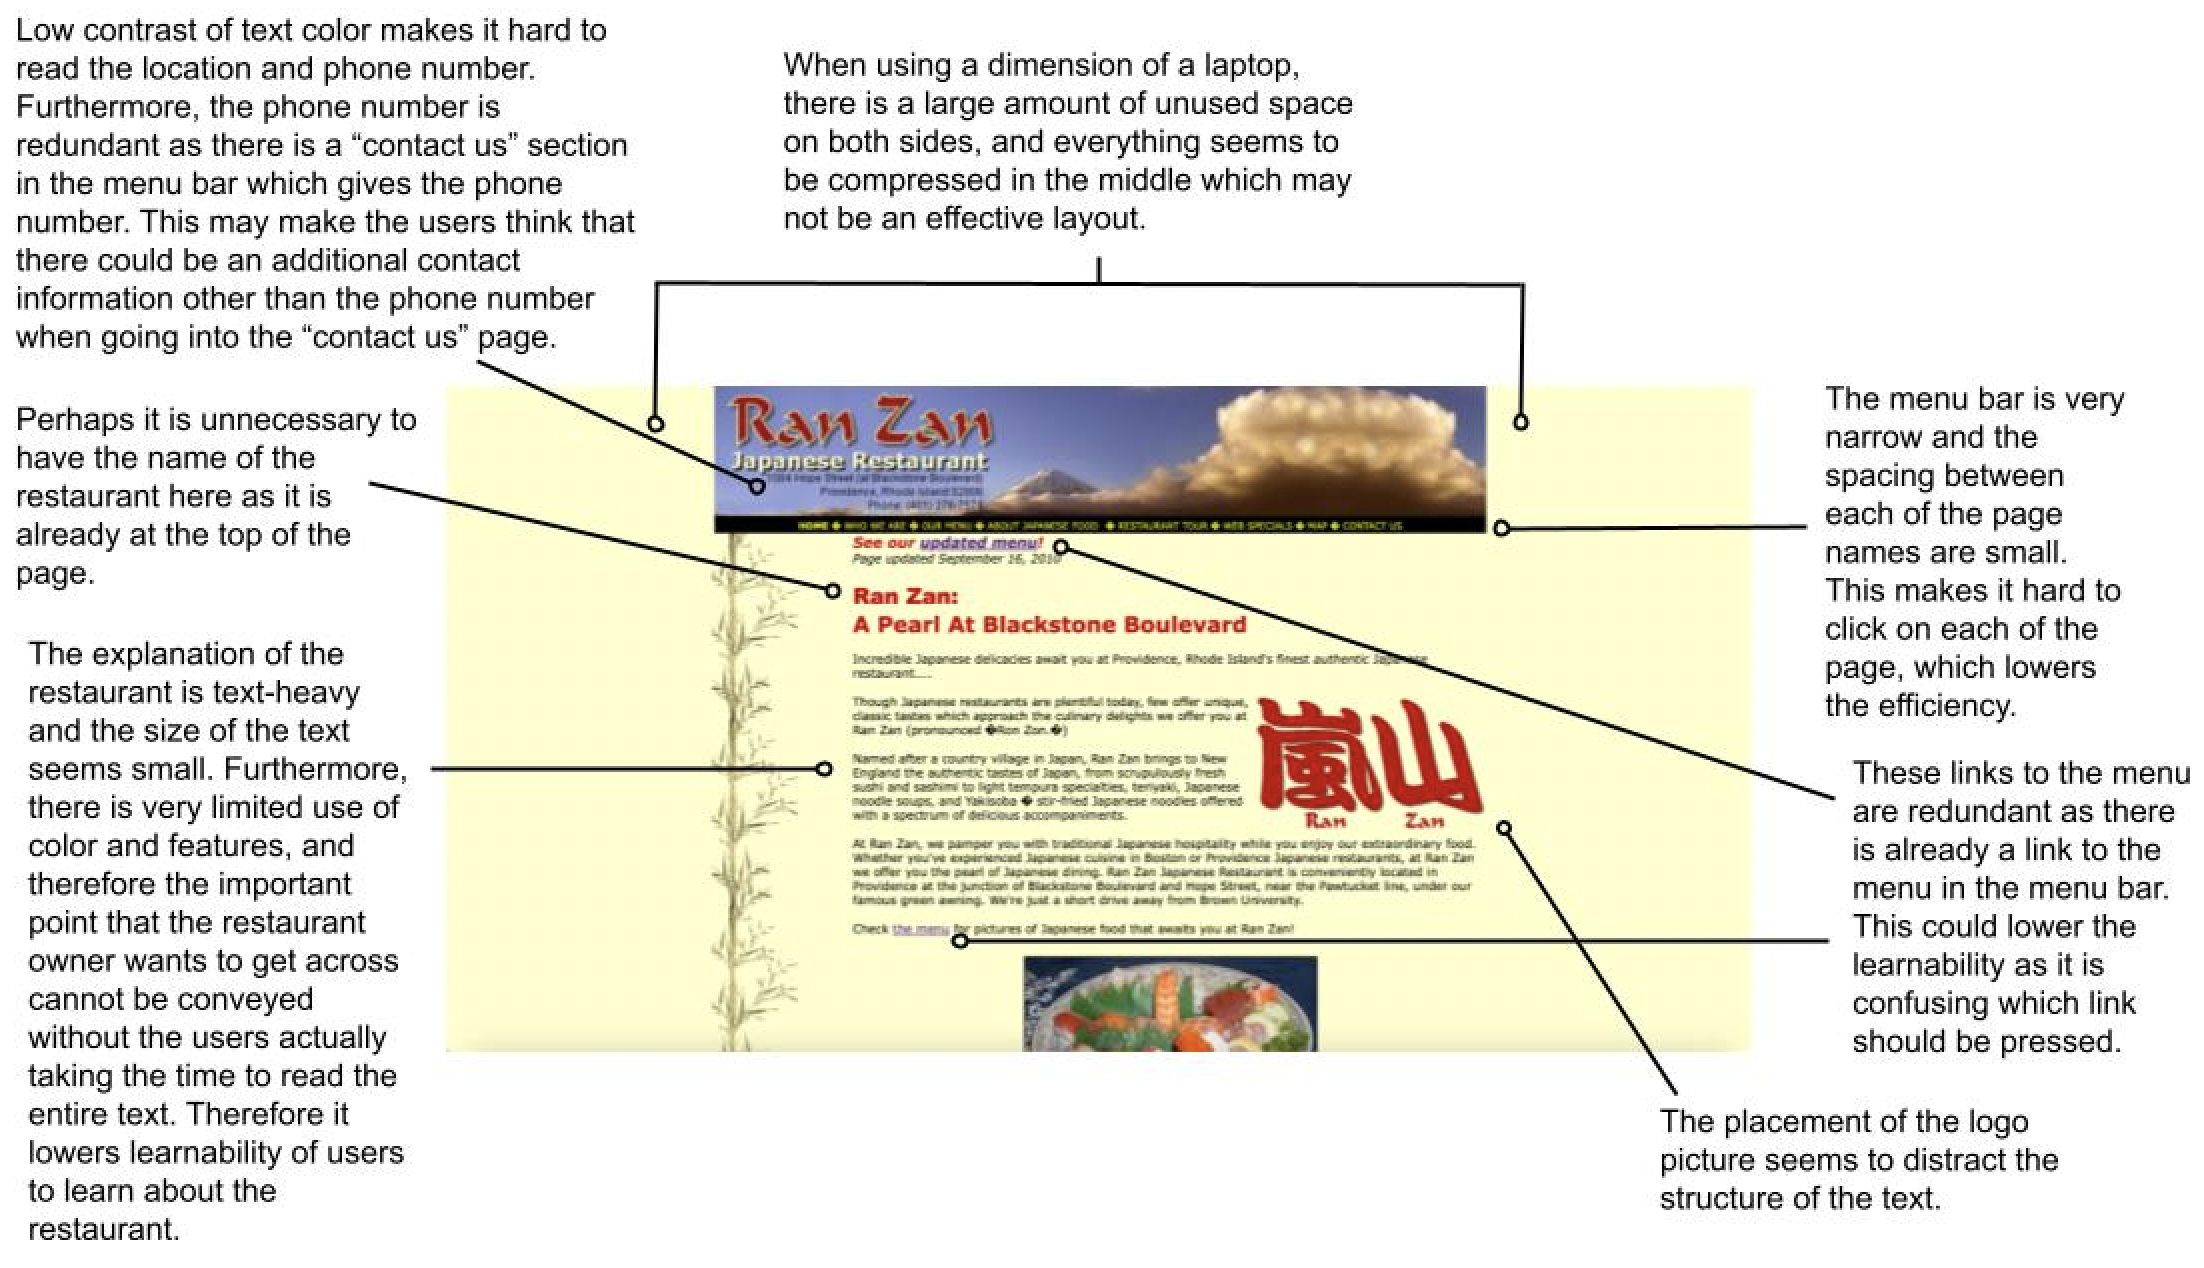 Low contrast of text color makes it hard to
read the location and phone number.
Furthermore, the phone number is
redundant as there is a “contact us” section
in the menu bar which gives the phone
number. This may make the users think that
there could be an additional contact
information other than the phone number
when going into the “contact us” page.
When using a dimension of a laptop,
there is a large amount of unused space
on both sides, and everything seems to
be compressed in the middle which may
not be an effective layout.
Perhaps it is unnecessary to
have the name of the
restaurant here as it is
already at the top of the
page.
The explanation of the
restaurant is text-heavy
and the size of the text
seems small. Furthermore,
there is very limited use of
color and features, and
therefore the important
point that the restaurant
owner wants to get across
cannot be conveyed
without the users actually
taking the time to read the
entire text. Therefore it
lowers learnability of users
to learn about the
restaurant.
Ran Zan
Japanese Restaurant
Hope Street (at Blackstone Boulevard)
Providence, Rhode Island
Phone: (401)
HOME ◆ WHO WE ARE ◆ OUR MENU ◆ ABOUT JAPANESE FOOD ◆ RESTAURANT TOUR ◆ WEB SPECIALS ◆ MAP ◆ CONTACT US
See our updated menu!
Page updated September 16, 2010
Ran Zan:
A Pearl At Blackstone Boulevard
Incredible Japanese delicacies await you at Providence, Rhode Island's finest authentic Japanese
restaurant....
Though Japanese restaurants are plentiful today, few offer unique,
classic tastes which approach the culinary delights we offer you at
Ran Zan (pronounced �Ron Zon.�)
Named after a country village in Japan, Ran Zan brings to New
England the authentic tastes of Japan, from scrupulously fresh
sushi and sashimi to light tempura specialties, teriyaki, Japanese
noodle soups, and Yakisoba � stir-fried Japanese noodles offered
with a spectrum of delicious accompaniments.
嵐山
Ran Zan
At Ran Zan, we pamper you with traditional Japanese hospitality while you enjoy our extraordinary food.
Whether you've experienced Japanese cuisine in Boston or Providence Japanese restaurants, at Ran Zan
we offer you the pearl of Japanese dining. Ran Zan Japanese Restaurant is conveniently located in
Providence at the junction of Blackstone Boulevard and Hope Street, near the Pawtucket line, under our
famous green awning. We're just a short drive away from Brown University.
Check the menu for pictures of Japanese food that awaits you at Ran Zan!
The menu bar is very
narrow and the
spacing between
each of the page
names are small.
This makes it hard to
click on each of the
page, which lowers
the efficiency.
These links to the menu
are redundant as there
is already a link to the
menu in the menu bar.
This could lower the
learnability as it is
confusing which link
should be pressed.
The placement of the logo
picture seems to distract the
structure of the text.